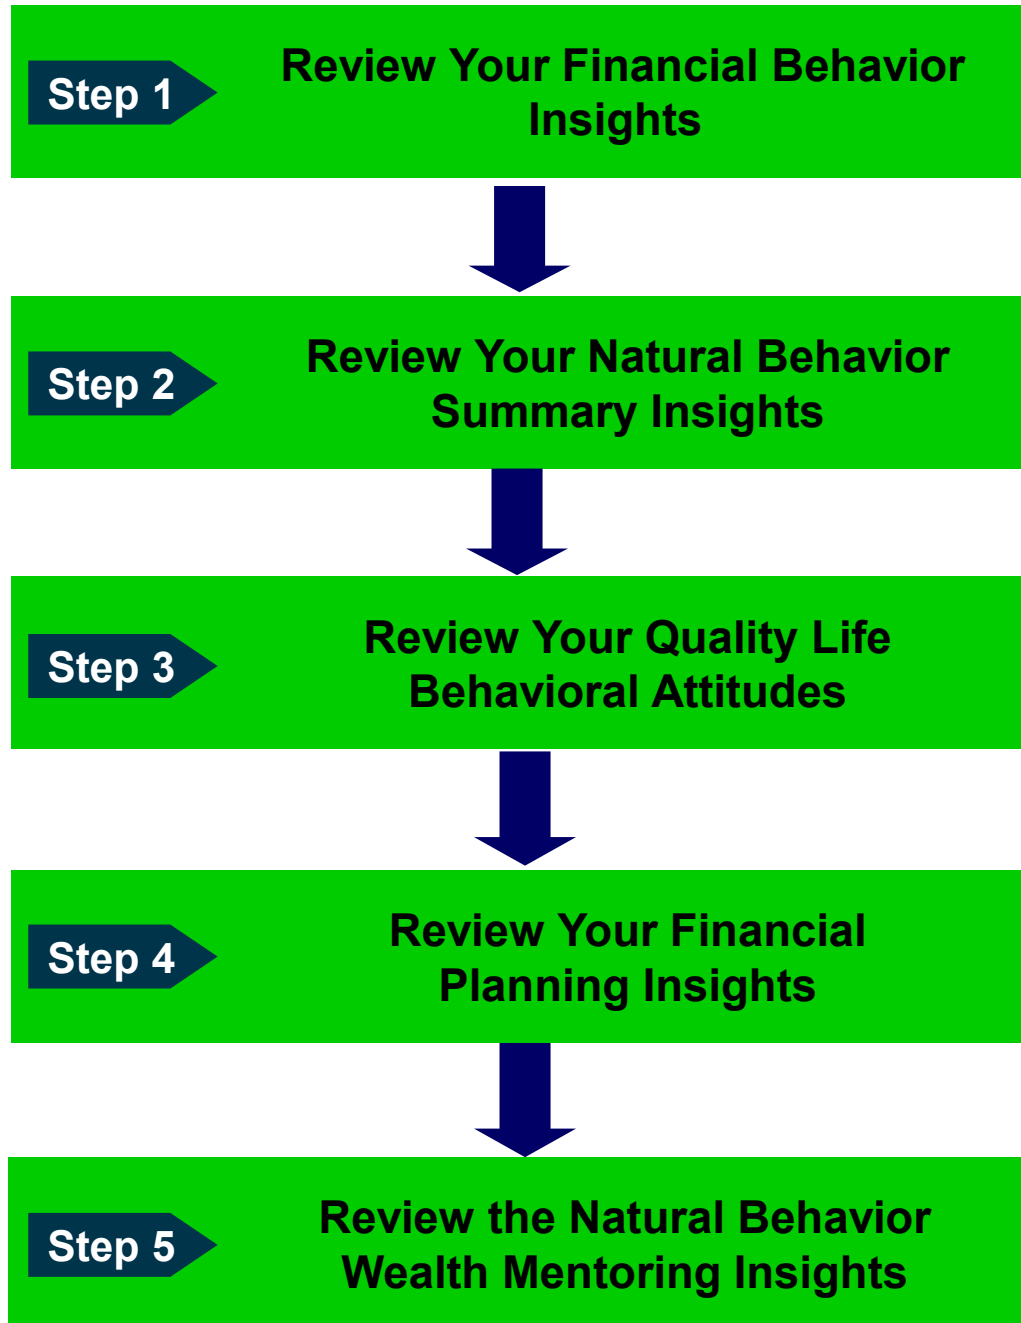 Step 1
Review Your Financial Behavior
Insights
Step 2
Review Your Natural Behavior
Summary Insights
Step 3
Review Your Quality Life
Behavioral Attitudes
Step 4
Review Your Financial
Planning Insights
Step 5
Review the Natural Behavior
Wealth Mentoring Insights